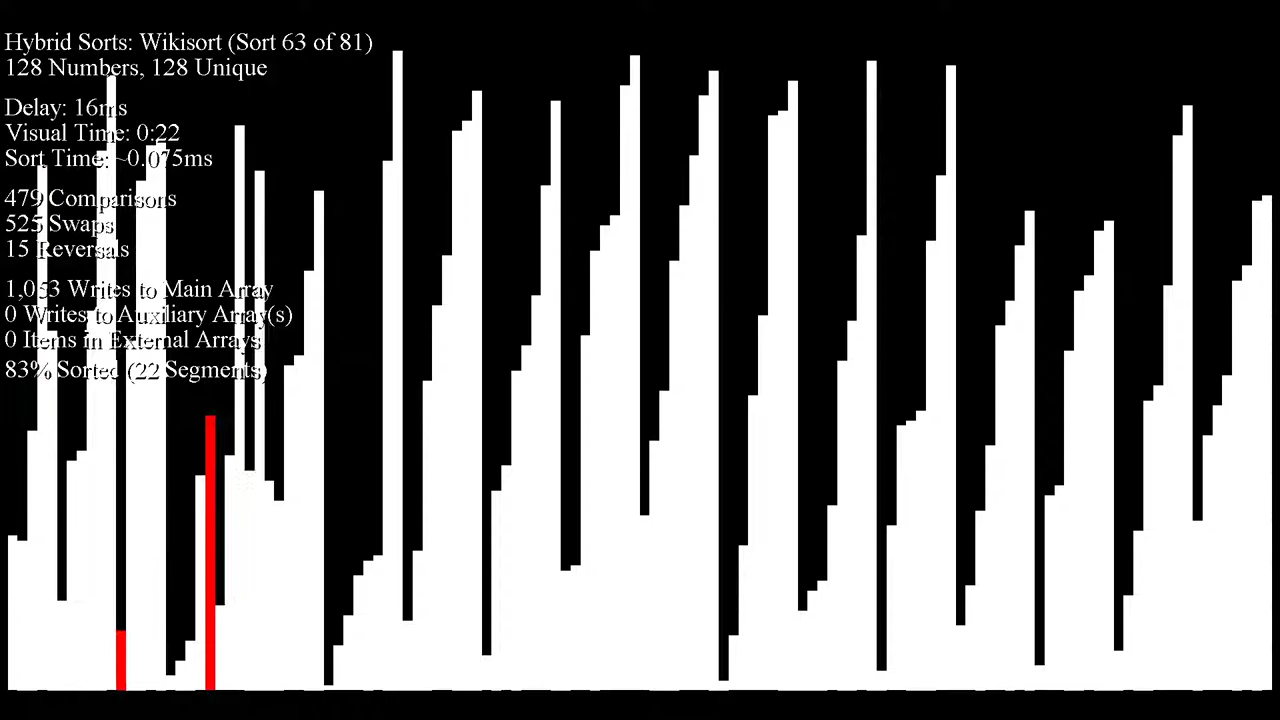 Hybrid Sorts: Wikisort (Sort 63 of 81)
128 Numbers, 128 Unique
Delay: 16ms
Visual Time: 0:22
Sort Time: ~0.075ms
479 Comparisons
525 Swaps
15 Reversals
1,053 Writes to Main Array
0 Writes to Auxiliary Array(s)
0 Items in External Arrays
83% Sorted (22 Segments)